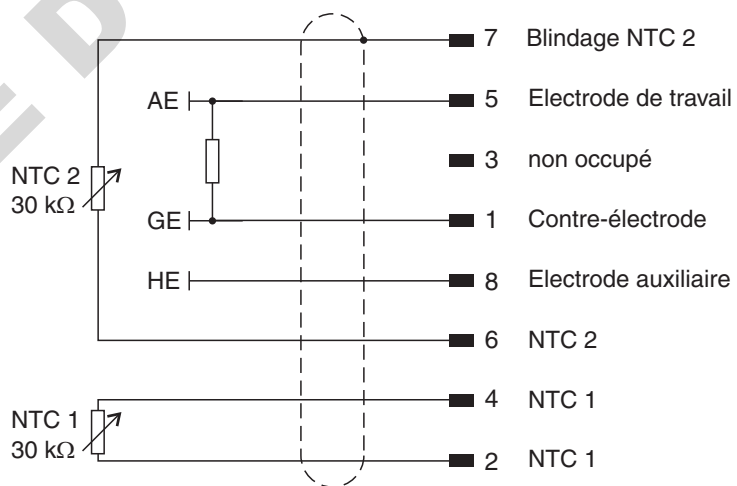 E D
7 Blindage NTC 2
AE 5 Electrode de travail
3 non occupé
NTC 2
30 kΩ
GE 1 Contre-électrode
HE 8 Electrode auxiliaire
6 NTC 2
4 NTC 1
NTC 1
30 kΩ
2 NTC 1